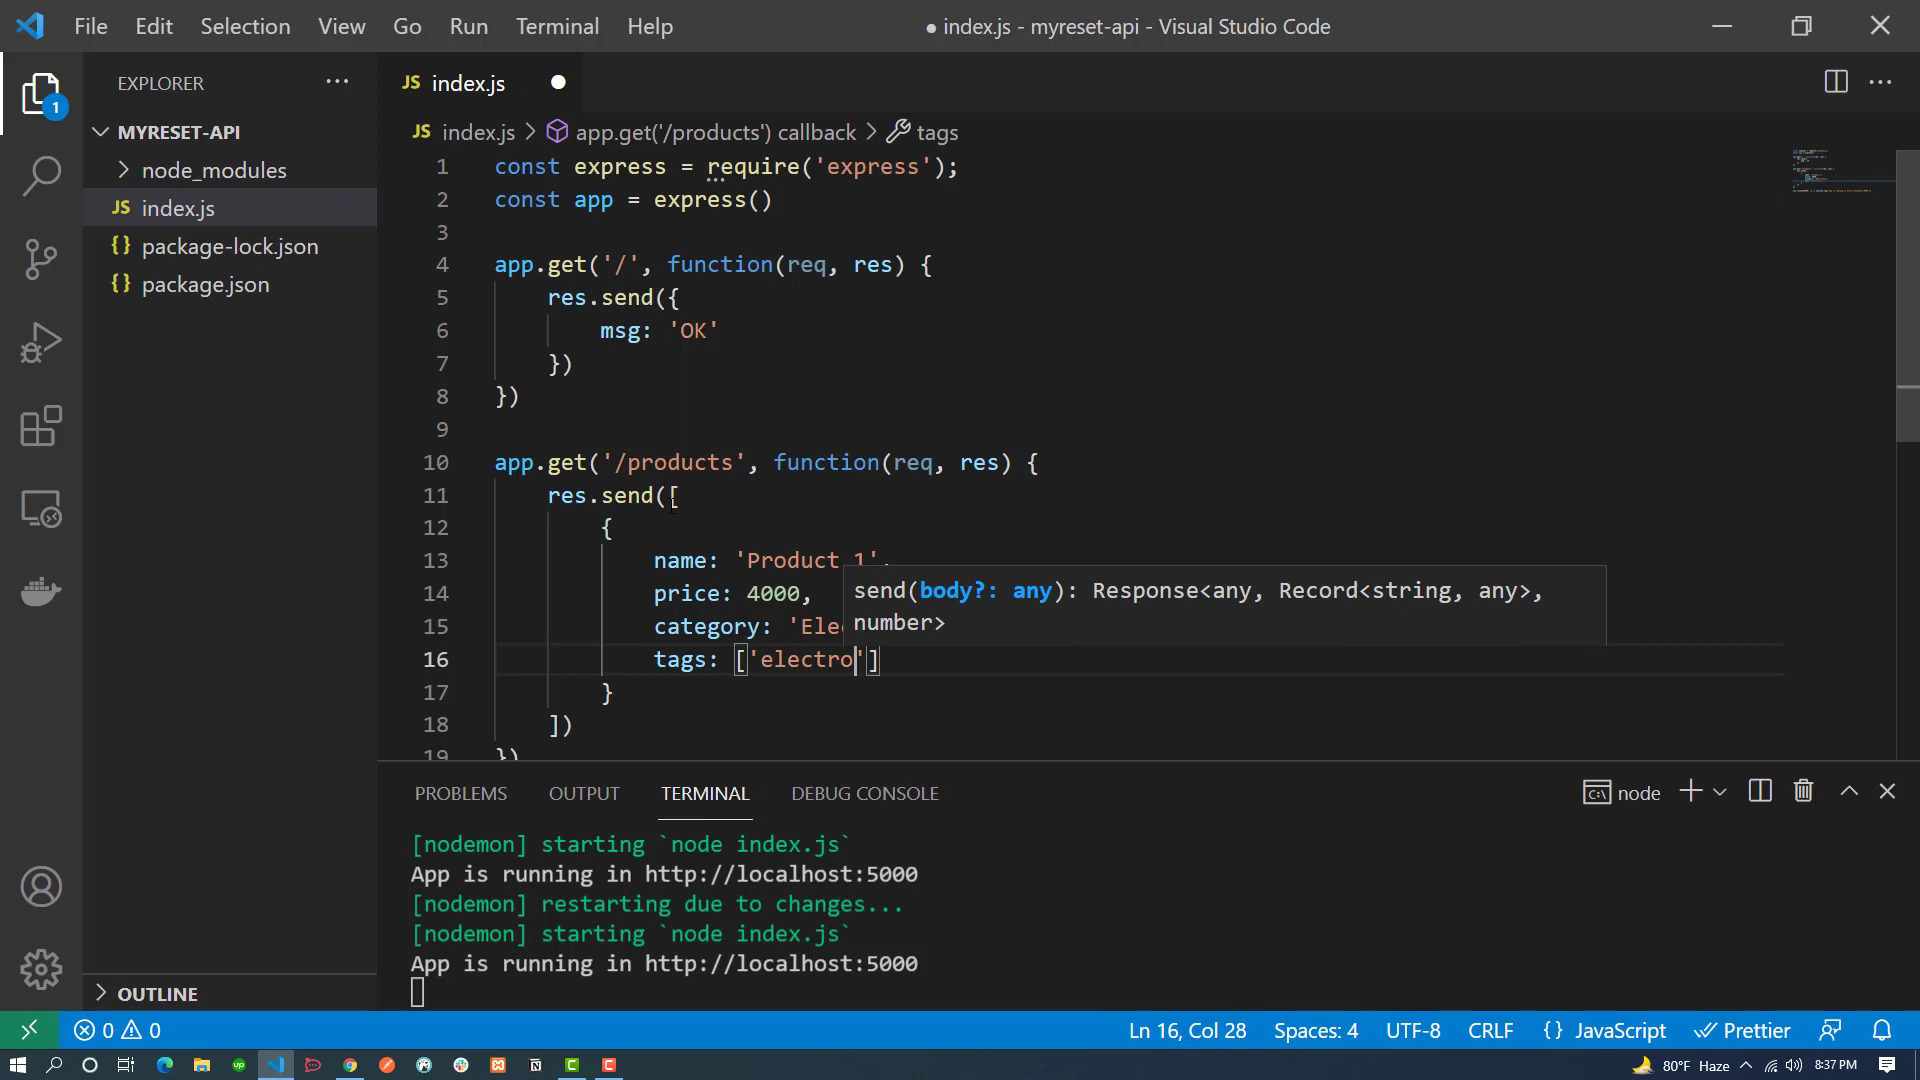 File Edit Selection View Go Run Terminal Help
● index.js - myreset-api - Visual Studio Code
EXPLORER
1
MYRESET-API
node_modules
JS index.js
{} package-lock.json
{} package.json
OUTLINE
JS index.js
JS index.js > app.get('/products') callback > tags
1 const express = require('express');
2 const app = express()
3
4 app.get('/', function(req, res) {
5 res.send({
6 msg: 'OK'
7 })
8 })
9
10 app.get('/products', function(req, res) {
11 res.send([
12 {
13 name: 'Product 1',
14 price: 4000,
15 category: 'Ele
16 tags: ['electro']
17 }
18 ])
19 })
send(body?: any): Response<any, Record<string, any>,
number>
PROBLEMS OUTPUT TERMINAL DEBUG CONSOLE
node
[nodemon] starting `node index.js`
App is running in http://localhost:5000
[nodemon] restarting due to changes...
[nodemon] starting `node index.js`
App is running in http://localhost:5000
0 0
Ln 16, Col 28 Spaces: 4 UTF-8 CRLF {} JavaScript Prettier
80°F Haze 8:37 PM